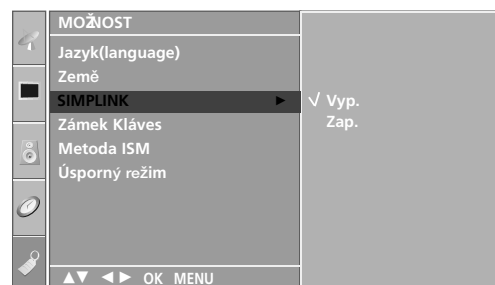 MOŽNOST
Jazyk(language)
Země
SIMPLINK ►
Zámek Kláves
Metoda ISM
Úsporný režim
√ Vyp.
Zap.
▲▼ ◄► OK MENU